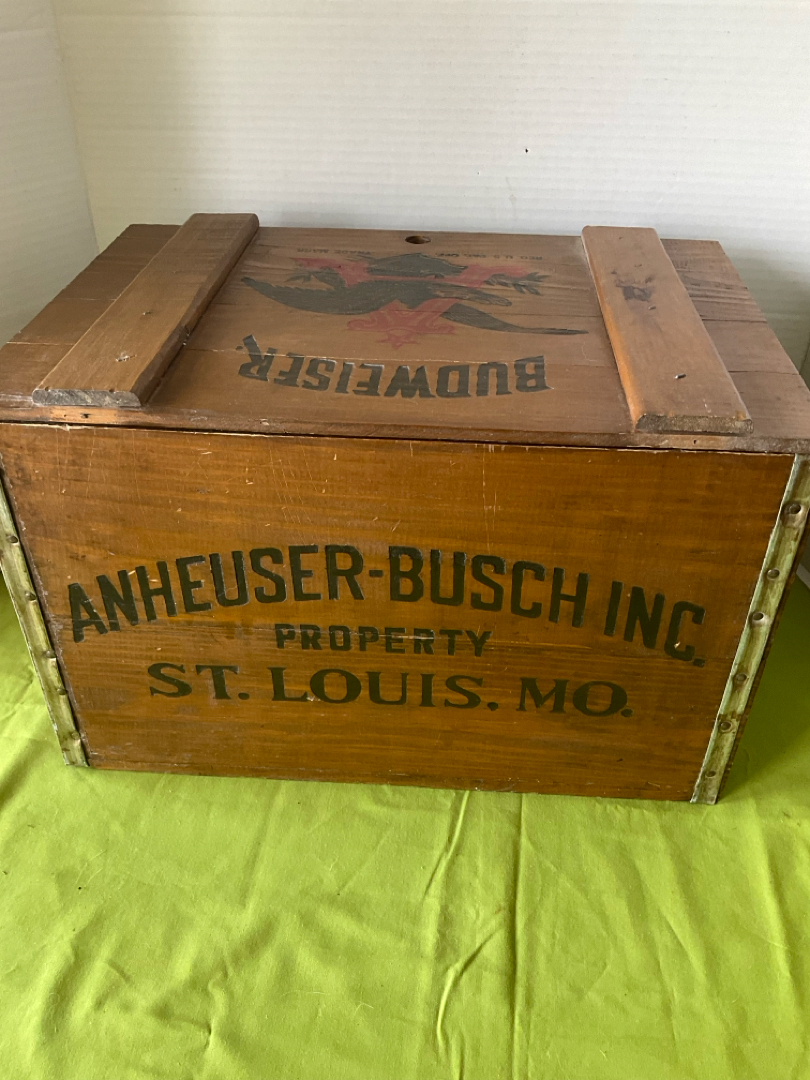 BUDWEISER.
ANHEUSER-BUSCH INC.
PROPERTY
ST. LOUIS. MO.